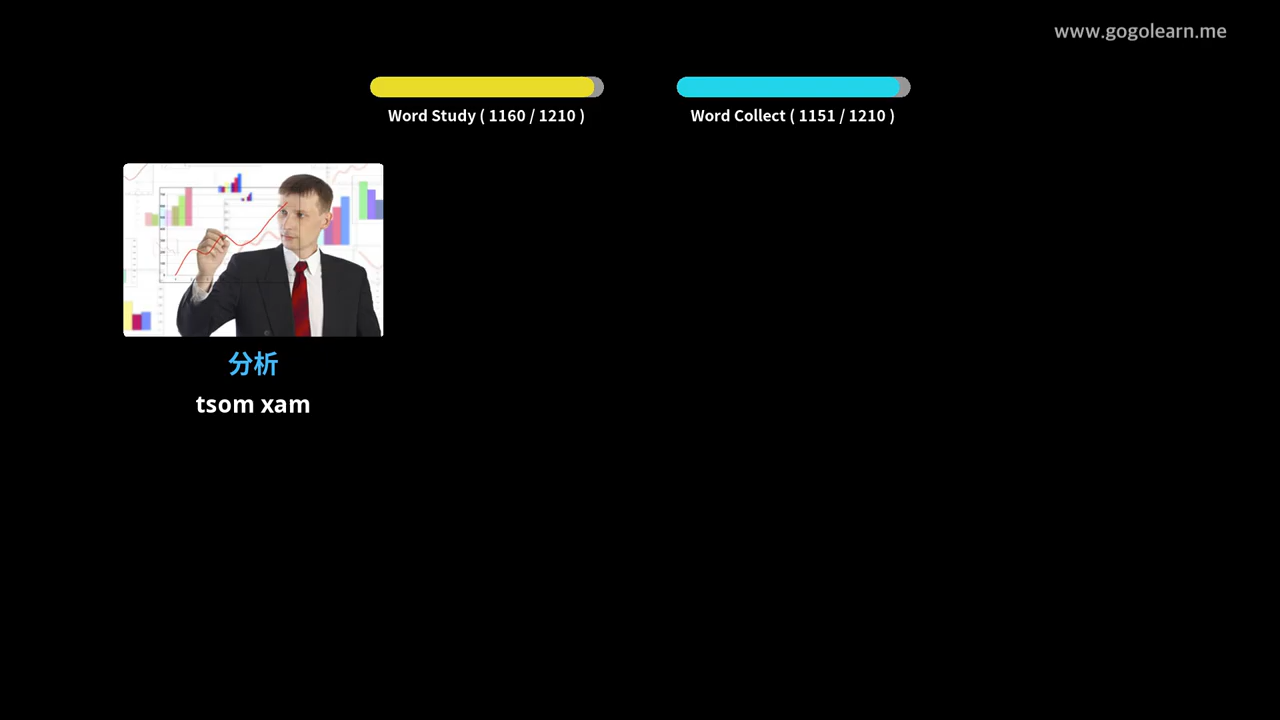 www.gogolearn.me
Word Study ( 1160 / 1210 )
Word Collect ( 1151 / 1210 )
分析
tsom xam